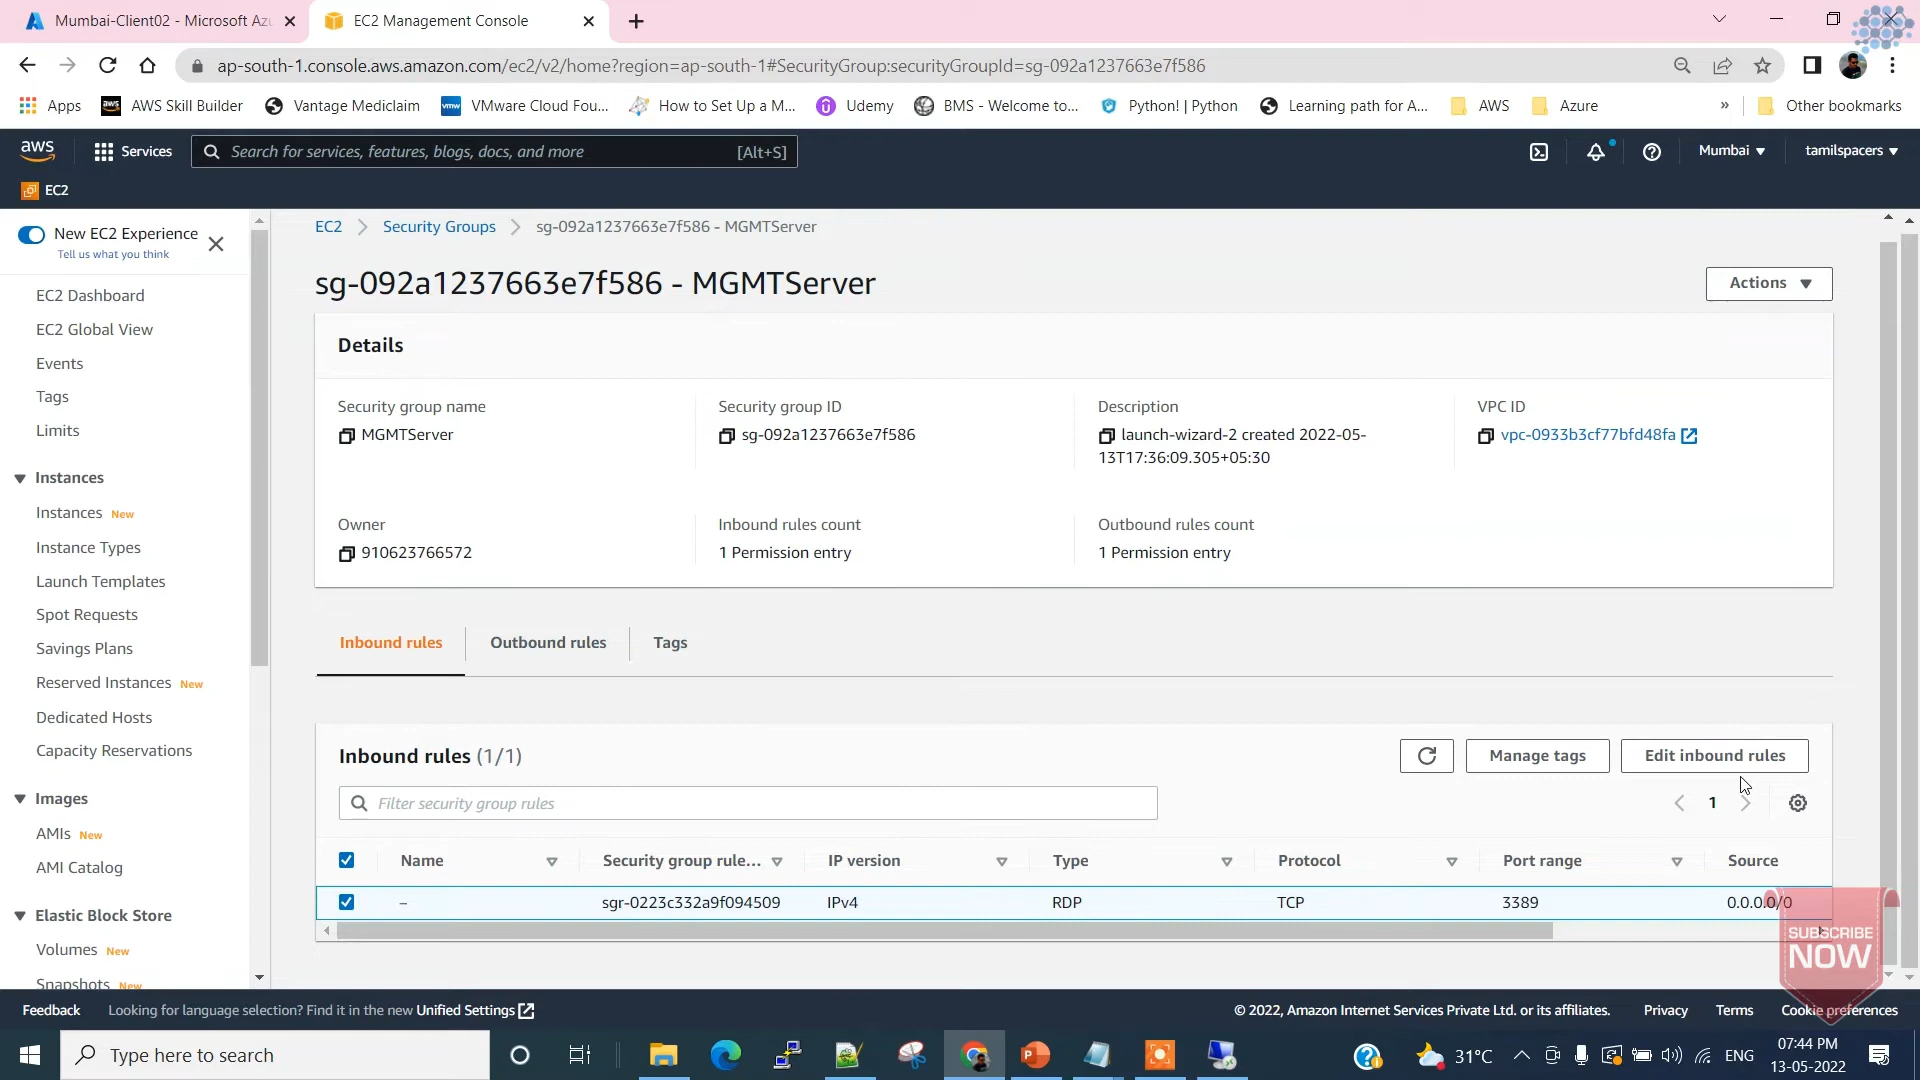 Mumbai-Client02 - Microsoft Azu
EC2 Management Console
ap-south-1.console.aws.amazon.com/ec2/v2/home?region=ap-south-1#SecurityGroup:securityGroupId=sg-092a1237663e7f586
Apps
aws AWS Skill Builder
Vantage Mediclaim
vmw VMware Cloud Fou...
How to Set Up a M...
Udemy
BMS - Welcome to...
Python! | Python
Learning path for A...
AWS
Azure
»
Other bookmarks
aws
Services
Search for services, features, blogs, docs, and more [Alt+S]
Mumbai
tamilspacers
EC2
New EC2 Experience
Tell us what you think
EC2 Dashboard
EC2 Global View
Events
Tags
Limits
Instances
Instances New
Instance Types
Launch Templates
Spot Requests
Savings Plans
Reserved Instances New
Dedicated Hosts
Capacity Reservations
Images
AMIs New
AMI Catalog
Elastic Block Store
Volumes New
Snapshots New
EC2 Security Groups sg-092a1237663e7f586 - MGMTServer
sg-092a1237663e7f586 - MGMTServer
Actions
Details
Security group name
MGMTServer
Security group ID
sg-092a1237663e7f586
Description
launch-wizard-2 created 2022-05-
13T17:36:09.305+05:30
VPC ID
vpc-0933b3cf77bfd48fa
Owner
910623766572
Inbound rules count
1 Permission entry
Outbound rules count
1 Permission entry
Inbound rules
Outbound rules
Tags
Inbound rules (1/1)
Manage tags
Edit inbound rules
Filter security group rules
1
Name Security group rule... IP version Type Protocol Port range Source
– sgr-0223c332a9f094509 IPv4 RDP TCP 3389 0.0.0.0/0
SUBSCRIBE
NOW
Feedback
Looking for language selection? Find it in the new Unified Settings
© 2022, Amazon Internet Services Private Ltd. or its affiliates.
Privacy
Terms
Cookie preferences
Type here to search
31°C
ENG
07:44 PM
13-05-2022